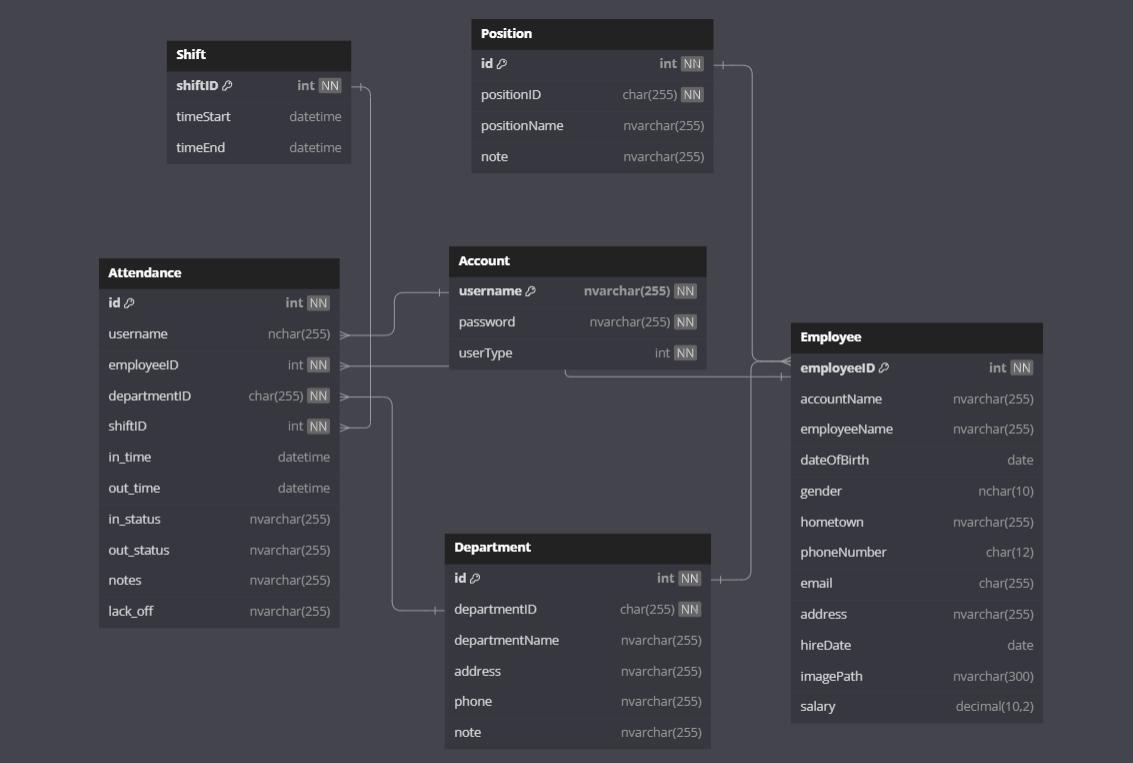 Shift
shiftID int NN
timeStart datetime
timeEnd datetime
Position
id int NN
positionID char(255) NN
positionName nvarchar(255)
note nvarchar(255)
Attendance
id int NN
username nchar(255)
employeeID int NN
departmentID char(255) NN
shiftID int NN
in_time datetime
out_time datetime
in_status nvarchar(255)
out_status nvarchar(255)
notes nvarchar(255)
lack_off nvarchar(255)
Account
username nvarchar(255) NN
password nvarchar(255) NN
userType int NN
Employee
employeeID int NN
accountName nvarchar(255)
employeeName nvarchar(255)
dateOfBirth date
gender nchar(10)
hometown nvarchar(255)
phoneNumber char(12)
email char(255)
address nvarchar(255)
hireDate date
imagePath nvarchar(300)
salary decimal(10,2)
Department
id int NN
departmentID char(255) NN
departmentName nvarchar(255)
address nvarchar(255)
phone nvarchar(255)
note nvarchar(255)